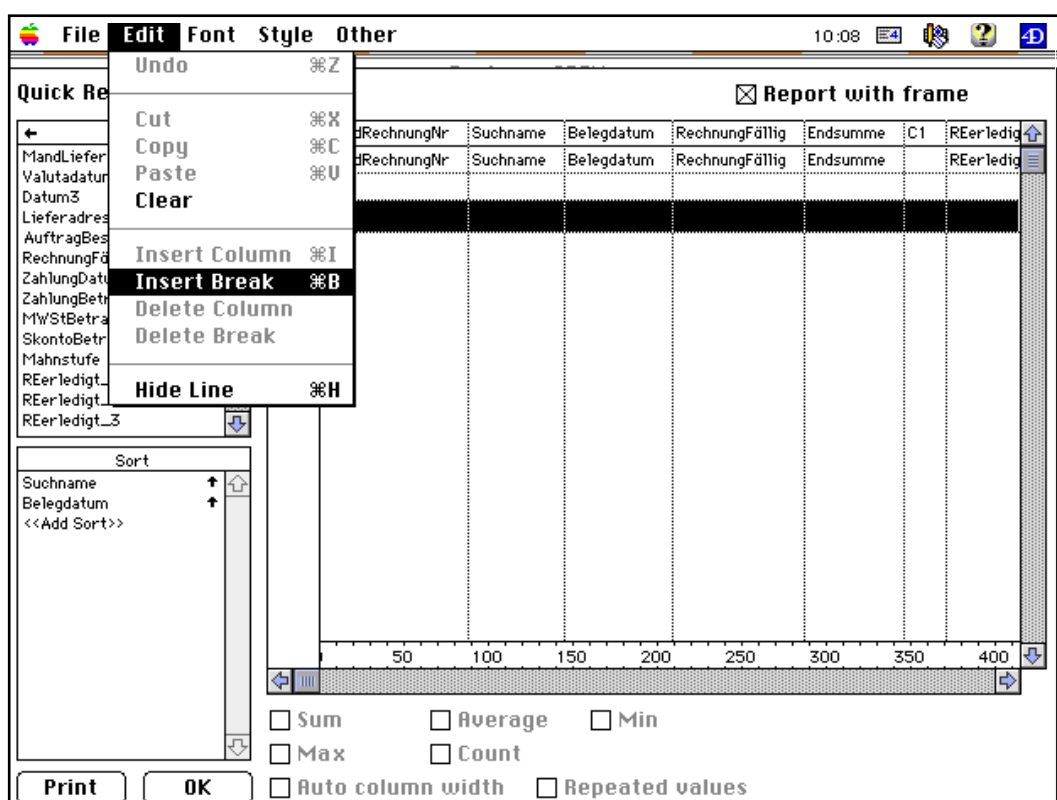 File Edit Font Style Other 10:08 4D
Undo ⌘Z
Quick Re
Report with frame
Cut ⌘X
Copy ⌘C
Paste ⌘V
Clear
Insert Column ⌘I
Insert Break ⌘B
Delete Column
Delete Break
Hide Line ⌘H
MandLiefer
Valutadatur
Datum3
Lieferadres
AuftragBes
RechnungFä
ZahlungDatu
ZahlungBetr
MWStBetra
SkontoBetr
Mahnstufe
REerledigt_
REerledigt_
REerledigt_3
dRechnungNr Suchname Belegdatum RechnungFällig Endsumme C1 REerledig
dRechnungNr Suchname Belegdatum RechnungFällig Endsumme REerledig
Sort
Suchname
Belegdatum
<<Add Sort>>
50 100 150 200 250 300 350 400
Sum Average Min
Max Count
Auto column width Repeated values
Print OK